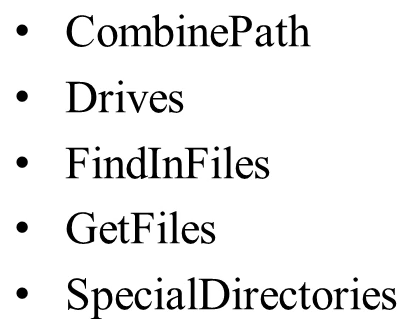 • CombinePath
• Drives
• FindInFiles
• GetFiles
• SpecialDirectories